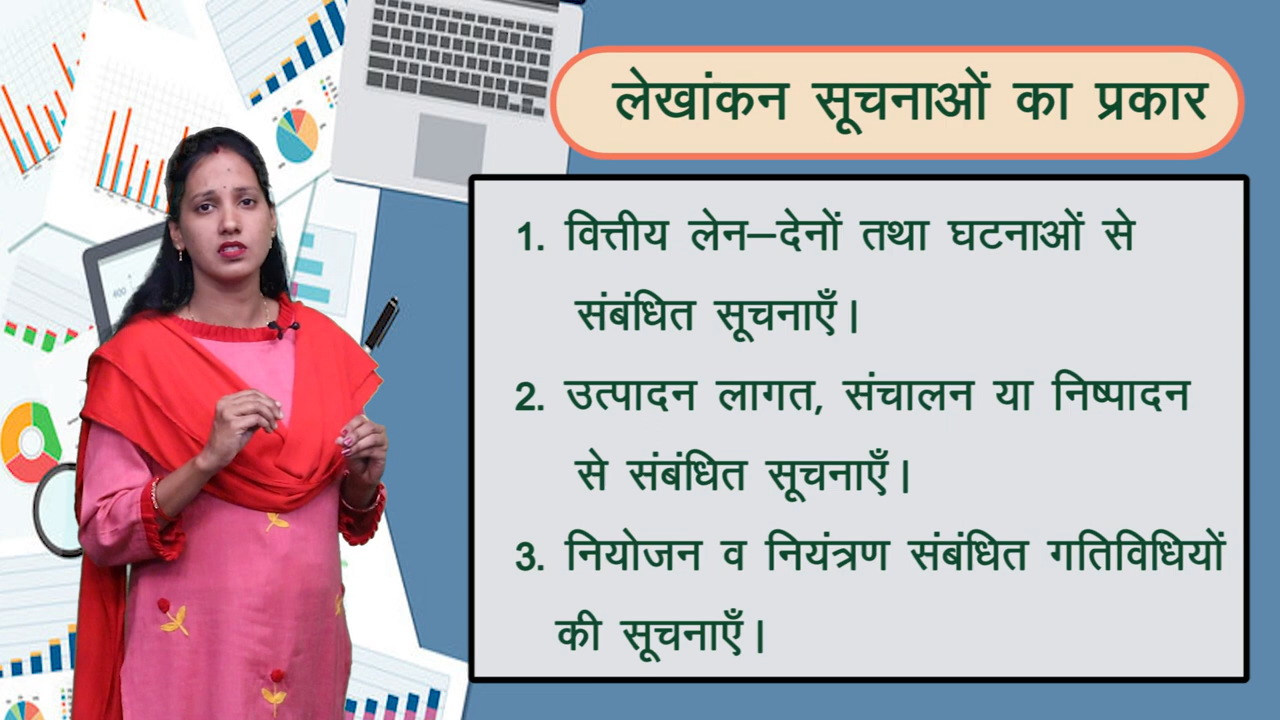 लेखांकन सूचनाओं का प्रकार
1. वित्तीय लेन–देनों तथा घटनाओं से
संबंधित सूचनाएँ।
2. उत्पादन लागत, संचालन या निष्पादन
से संबंधित सूचनाएँ।
3. नियोजन व नियंत्रण संबंधित गतिविधियों
की सूचनाएँ।